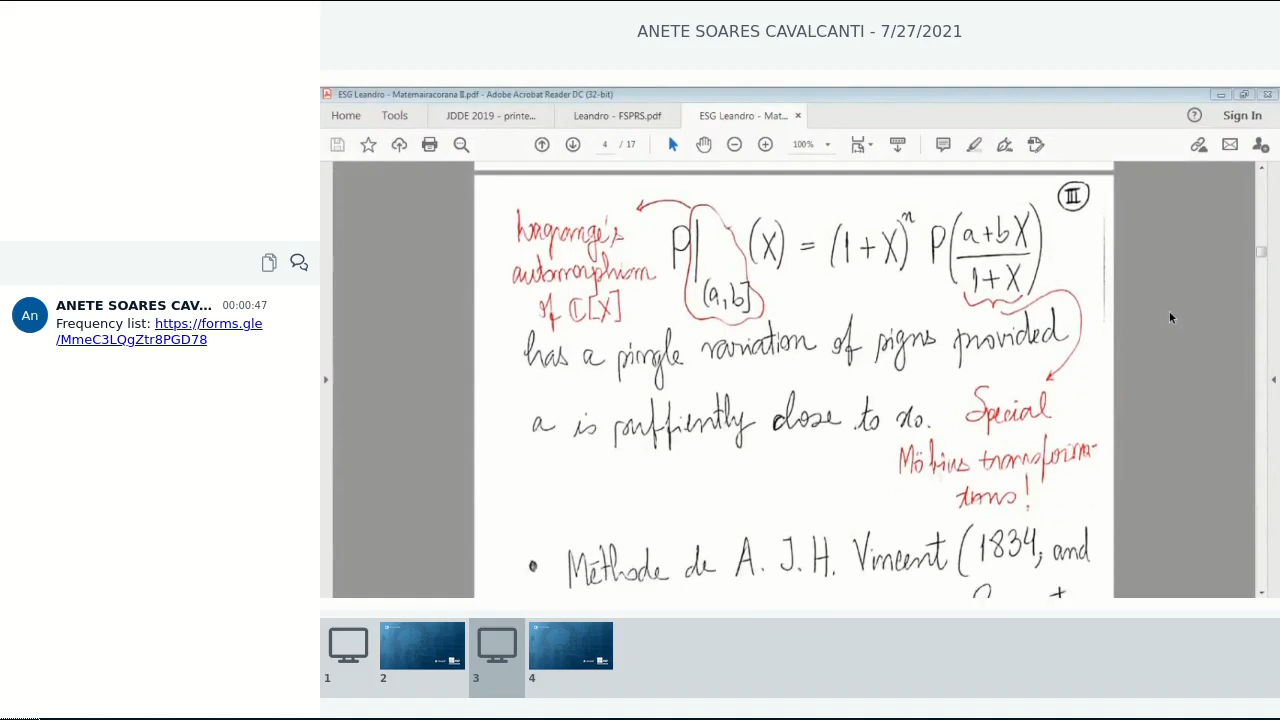 ANETE SOARES CAVALCANTI - 7/27/2021
An
ANETE SOARES CAV... 00:00:47
Frequency list: https://forms.gle
/MmeC3LQgZtr8PGD78
ESG Leandro - Matemairacorana II.pdf - Adobe Acrobat Reader DC (32-bit)
Home Tools JDDE 2019 - printe... Leandro - FSPRS.pdf ESG Leandro - Mat... × Sign In
4 / 17 100%
III
Lagrange's
automorphism
of ℂ[X]
P|(a,b] (X) = (1+X)^n P((a+bX)/(1+X))
has a single variation of signs provided
a is suffiently close to x0.
Special
Möbius transforma-
tions!
• Méthode de A. J. H. Vincent (1834, and
1
2
3
4